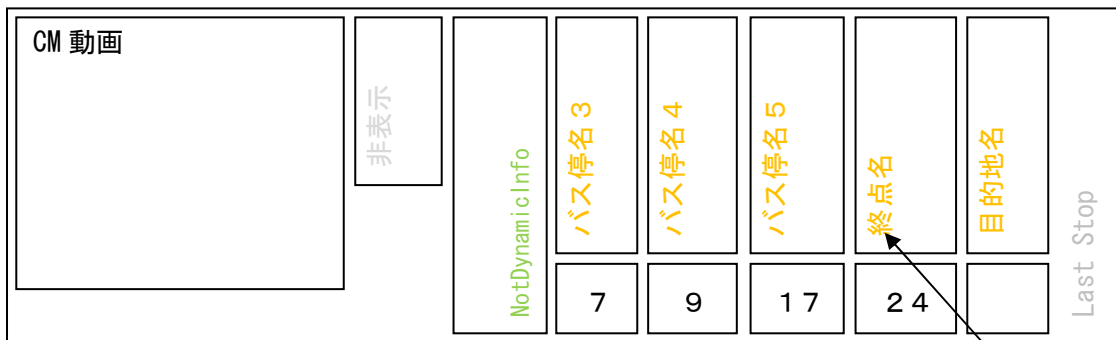 CM 動画
非表示
NotDynamicInfo
バス停名３
バス停名４
バス停名５
終点名
目的地名
Last Stop
７
９
１７
２４